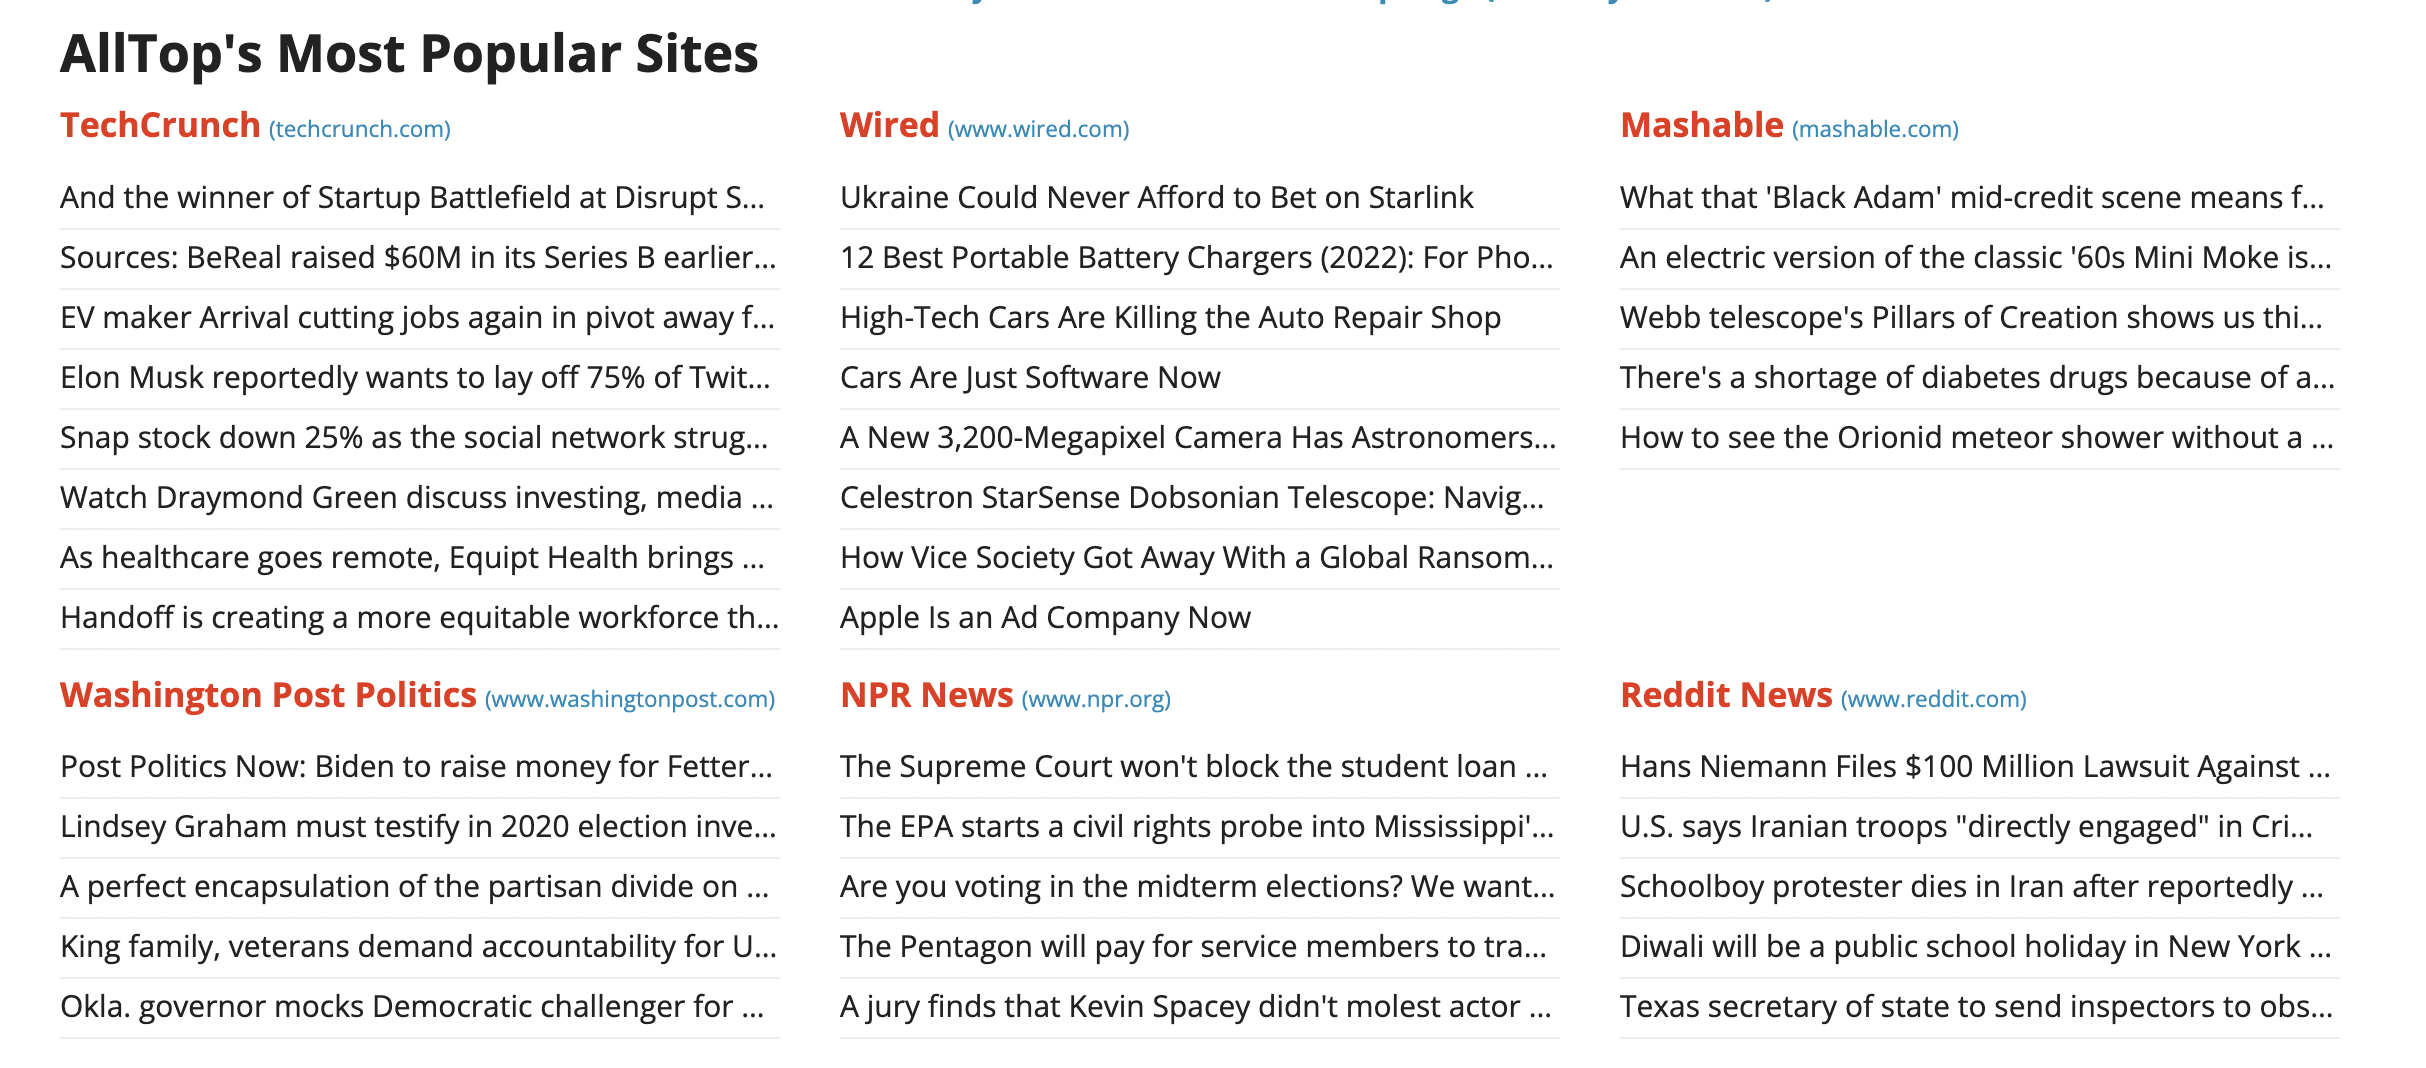 AllTop's Most Popular Sites
TechCrunch (techcrunch.com)
And the winner of Startup Battlefield at Disrupt S...
Sources: BeReal raised $60M in its Series B earlier...
EV maker Arrival cutting jobs again in pivot away f...
Elon Musk reportedly wants to lay off 75% of Twit...
Snap stock down 25% as the social network strug...
Watch Draymond Green discuss investing, media ...
As healthcare goes remote, Equipt Health brings ...
Handoff is creating a more equitable workforce th...
Wired (www.wired.com)
Ukraine Could Never Afford to Bet on Starlink
12 Best Portable Battery Chargers (2022): For Pho...
High-Tech Cars Are Killing the Auto Repair Shop
Cars Are Just Software Now
A New 3,200-Megapixel Camera Has Astronomers...
Celestron StarSense Dobsonian Telescope: Navig...
How Vice Society Got Away With a Global Ransom...
Apple Is an Ad Company Now
Mashable (mashable.com)
What that 'Black Adam' mid-credit scene means f...
An electric version of the classic '60s Mini Moke is...
Webb telescope's Pillars of Creation shows us thi...
There's a shortage of diabetes drugs because of a...
How to see the Orionid meteor shower without a ...
Washington Post Politics (www.washingtonpost.com)
Post Politics Now: Biden to raise money for Fetter...
Lindsey Graham must testify in 2020 election inve...
A perfect encapsulation of the partisan divide on ...
King family, veterans demand accountability for U...
Okla. governor mocks Democratic challenger for ...
NPR News (www.npr.org)
The Supreme Court won't block the student loan ...
The EPA starts a civil rights probe into Mississippi'...
Are you voting in the midterm elections? We want...
The Pentagon will pay for service members to tra...
A jury finds that Kevin Spacey didn't molest actor ...
Reddit News (www.reddit.com)
Hans Niemann Files $100 Million Lawsuit Against ...
U.S. says Iranian troops "directly engaged" in Cri...
Schoolboy protester dies in Iran after reportedly ...
Diwali will be a public school holiday in New York ...
Texas secretary of state to send inspectors to obs...